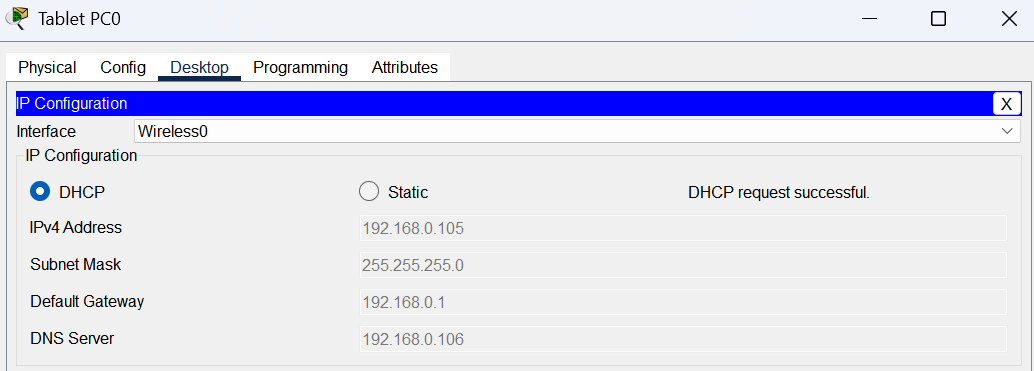 Tablet PC0
Physical Config Desktop Programming Attributes
IP Configuration X
Interface Wireless0
IP Configuration
DHCP Static DHCP request successful.
IPv4 Address 192.168.0.105
Subnet Mask 255.255.255.0
Default Gateway 192.168.0.1
DNS Server 192.168.0.106